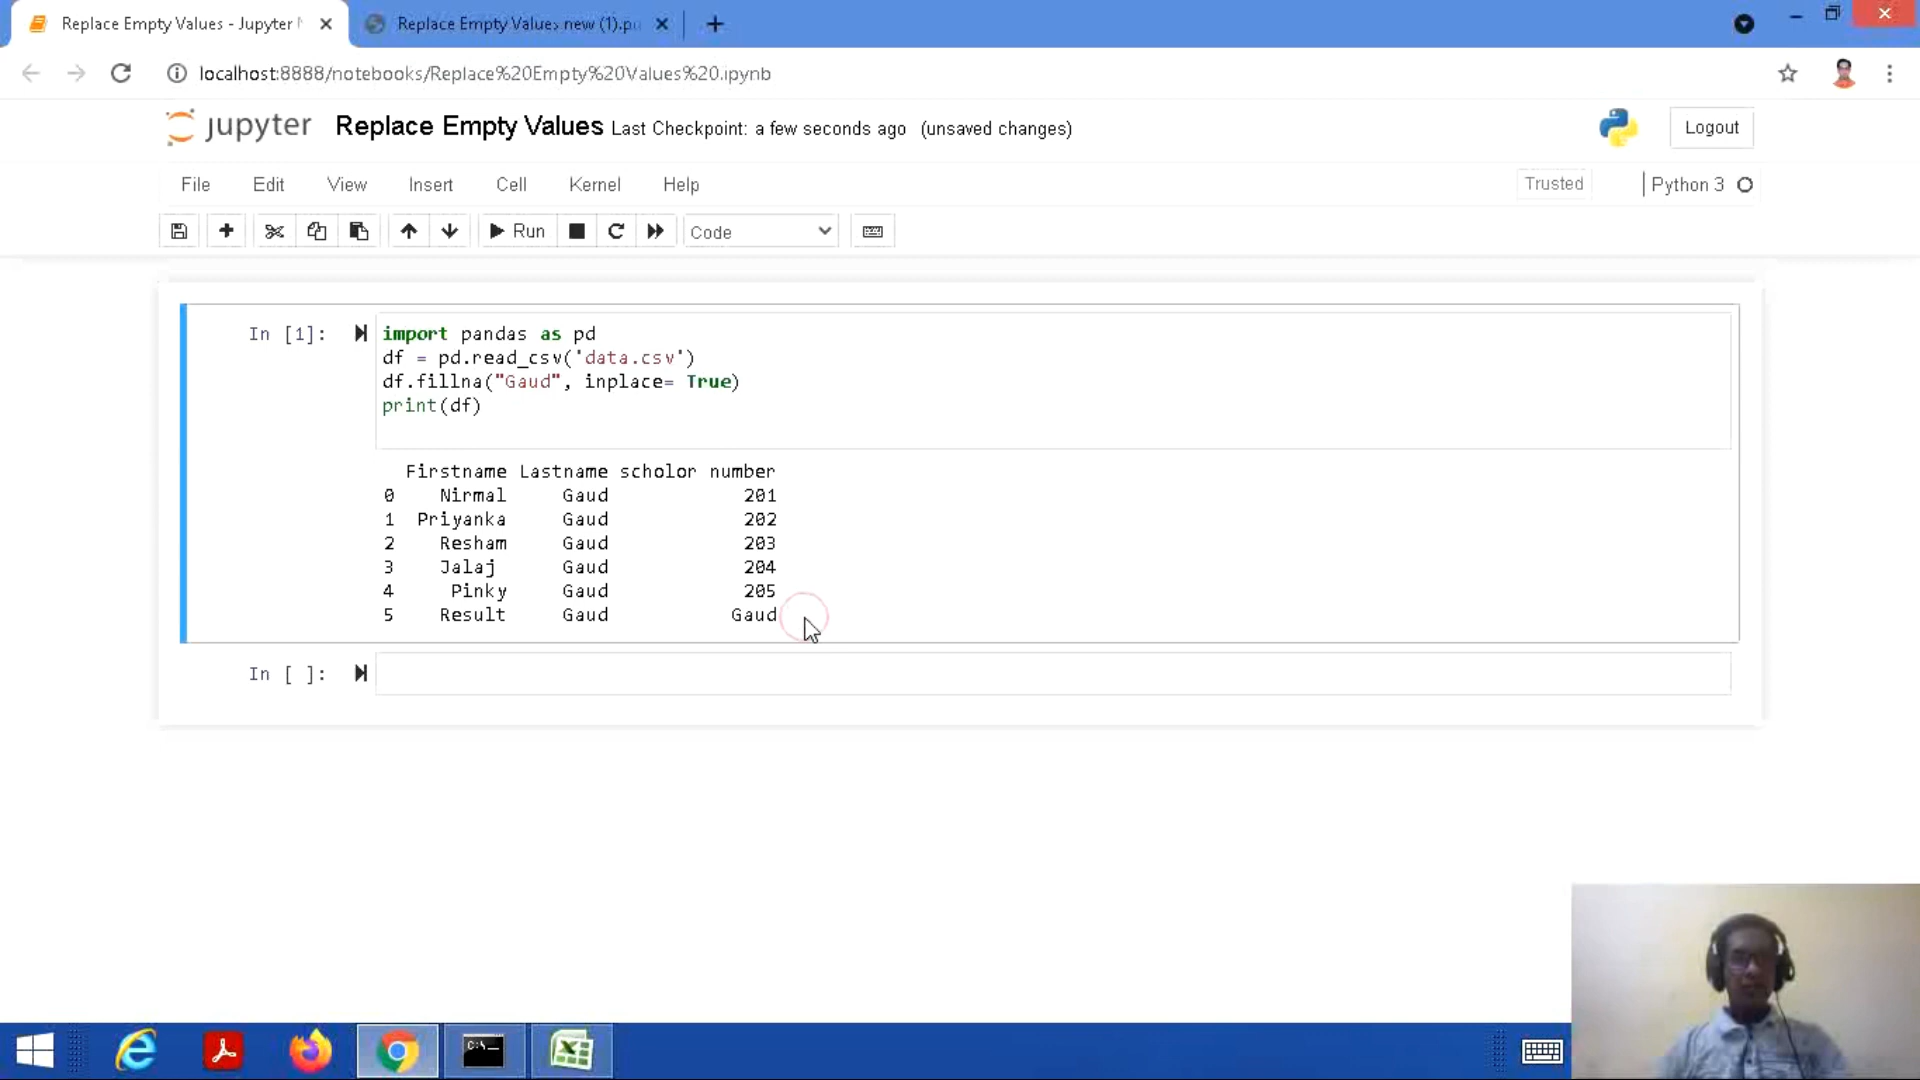 Replace Empty Values - Jupyter
Replace Empty Values new (1).p
localhost:8888/notebooks/Replace%20Empty%20Values%20.ipynb
jupyter Replace Empty Values Last Checkpoint: a few seconds ago (unsaved changes)
Logout
File Edit View Insert Cell Kernel Help
Trusted
Python 3
Run
Code
In [1]:
import pandas as pd
df = pd.read_csv('data.csv')
df.fillna("Gaud", inplace= True)
print(df)
Firstname Lastname scholor number
0 Nirmal Gaud 201
1 Priyanka Gaud 202
2 Resham Gaud 203
3 Jalaj Gaud 204
4 Pinky Gaud 205
5 Result Gaud Gaud
In [ ]:
C:\_